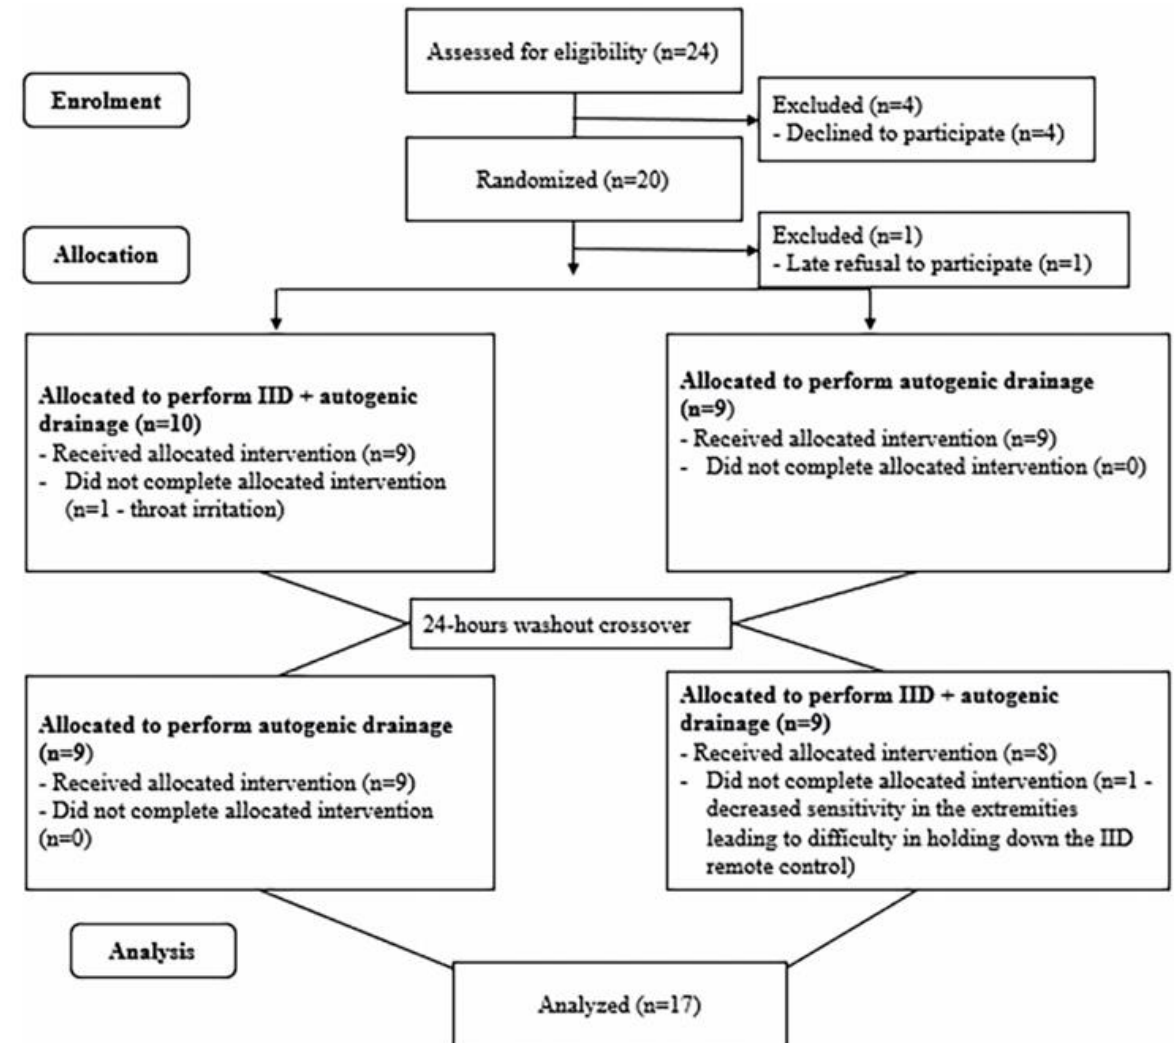 Assessed for eligibility (n=24)
Enrolment
Excluded (n=4)
- Declined to participate (n=4)
Randomized (n=20)
Allocation
Excluded (n=1)
- Late refusal to participate (n=1)
Allocated to perform IID + autogenic
drainage (n=10)
- Received allocated intervention (n=9)
- Did not complete allocated intervention
(n=1 - throat irritation)
Allocated to perform autogenic drainage
(n=9)
- Received allocated intervention (n=9)
- Did not complete allocated intervention (n=0)
24-hours washout crossover
Allocated to perform autogenic drainage
(n=9)
- Received allocated intervention (n=9)
- Did not complete allocated intervention
(n=0)
Allocated to perform IID + autogenic
drainage (n=9)
- Received allocated intervention (n=8)
- Did not complete allocated intervention (n=1 -
decreased sensitivity in the extremities
leading to difficulty in holding down the IID
remote control)
Analysis
Analyzed (n=17)